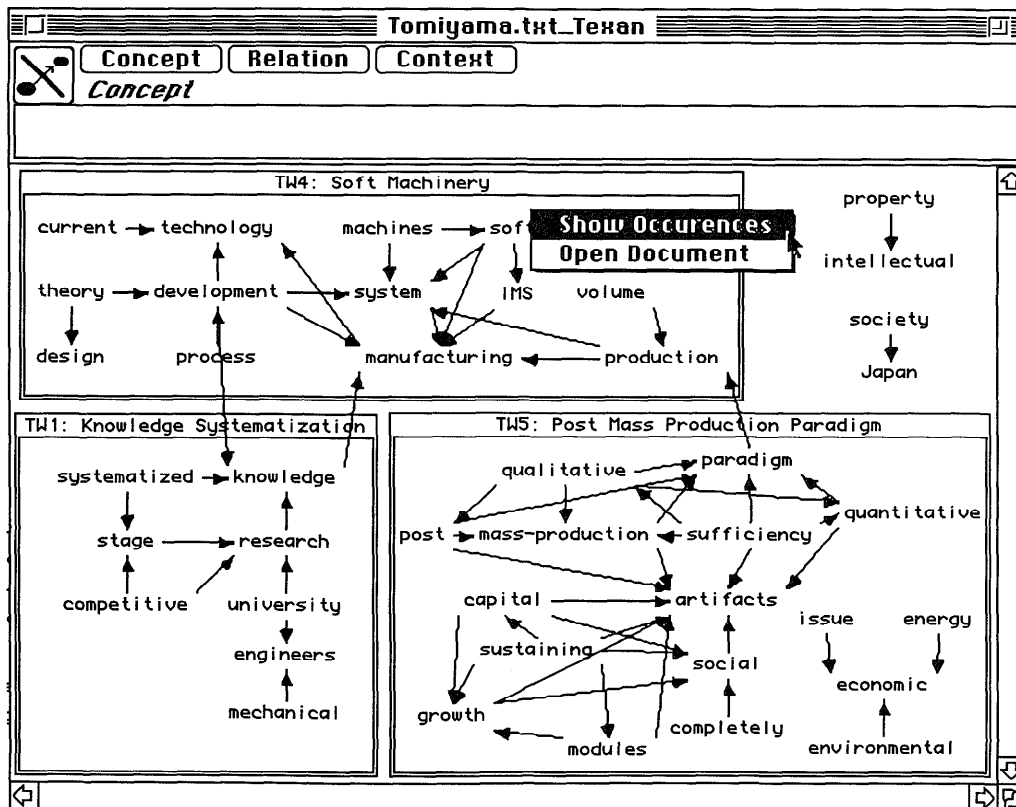 Tomiyama.txt_Texan
Concept Relation Context
Concept
TW4: Soft Machinery
current technology machines sof
Show Occurences
Open Document
theory development system IMS volume
design process manufacturing production
property
intellectual
society
Japan
TW1: Knowledge Systematization
systematized knowledge
stage research
competitive university
engineers
mechanical
TW5: Post Mass Production Paradigm
qualitative paradigm
quantitative
post mass-production sufficiency
capital artifacts
issue energy
sustaining
social
economic
growth
completely
modules
environmental